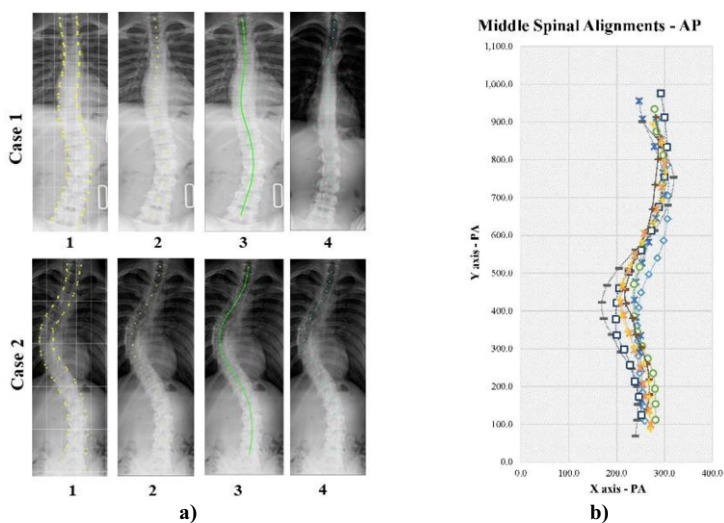 a)
Case 1
1 2 3 4
Case 2
1 2 3 4
a)
Middle Spinal Alignments - AP
Y axis - PA
1,100.0
1,000.0
900.0
800.0
700.0
600.0
500.0
400.0
300.0
200.0
100.0
0.0
0.0 100.0 200.0 300.0 400.0
X axis - PA
b)